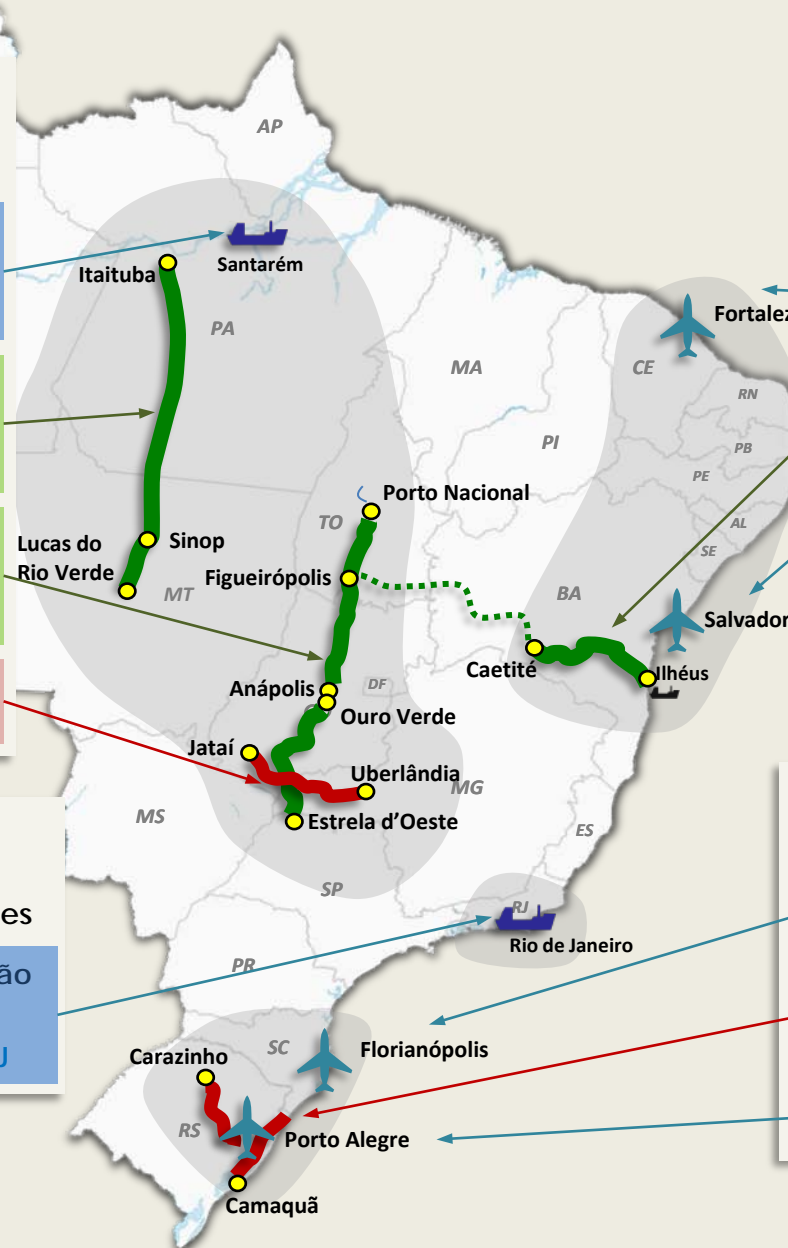 AP
Santarém
Itaituba
PA
Fortalez
MA
CE
RN
PI
PB
PE
Porto Nacional
TO
AL
Lucas do
Rio Verde
Sinop
SE
Figueirópolis
MT
BA
Salvador
Caetité
Ilhéus
Anápolis
DF
Ouro Verde
Jataí
Uberlândia
MG
MS
Estrela d’Oeste
ES
SP
es
RJ
Rio de Janeiro
PR
ão
J
SC
Florianópolis
Carazinho
RS
Porto Alegre
Camaquã